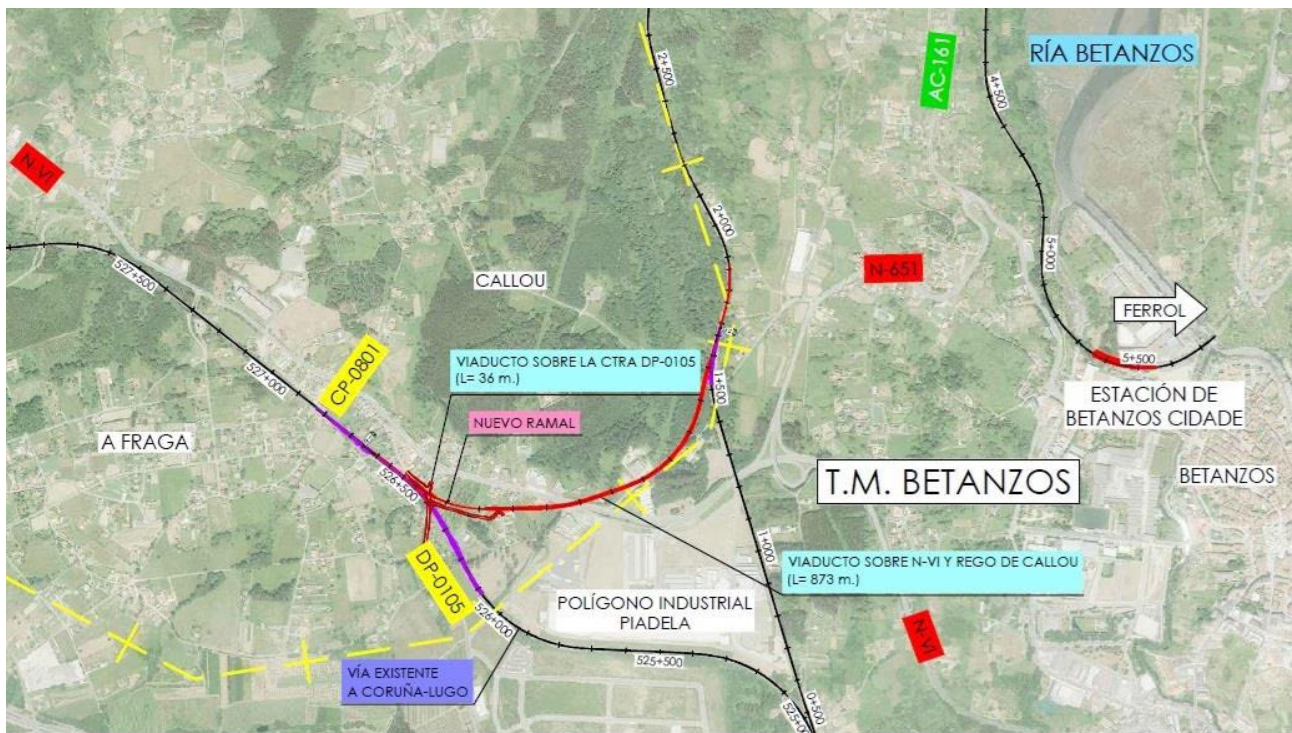 2+500
AC-161
4+500
RÍA BETANZOS
N-VI
2+000
5+000
N-651
527+500
CALLOU
FERROL
5+500
VIADUCTO SOBRE LA CTRA DP-0105
(L= 36 m.)
1+500
ESTACIÓN DE
BETANZOS CIDADE
CP-0801
527+000
NUEVO RAMAL
A FRAGA
526+500
T.M. BETANZOS
BETANZOS
1+000
VIADUCTO SOBRE N-VI Y REGO DE CALLOU
(L= 873 m.)
DP-0105
526+000
POLÍGONO INDUSTRIAL
PIADELA
N-VI
525+500
VÍA EXISTENTE
A CORUÑA-LUGO
0+500